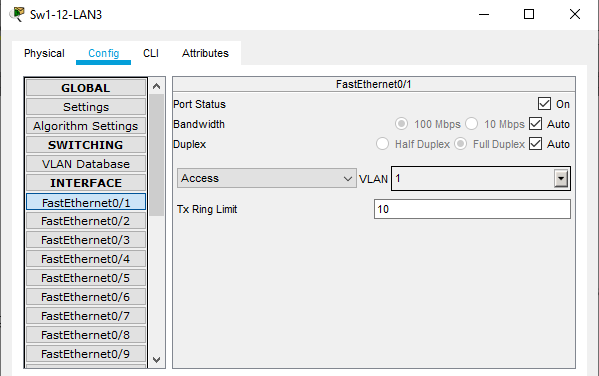 Sw1-12-LAN3
Physical Config CLI Attributes
GLOBAL
Settings
Algorithm Settings
SWITCHING
VLAN Database
INTERFACE
FastEthernet0/1
FastEthernet0/2
FastEthernet0/3
FastEthernet0/4
FastEthernet0/5
FastEthernet0/6
FastEthernet0/7
FastEthernet0/8
FastEthernet0/9
FastEthernet0/1
Port Status On
Bandwidth 100 Mbps 10 Mbps Auto
Duplex Half Duplex Full Duplex Auto
Access VLAN 1
Tx Ring Limit 10